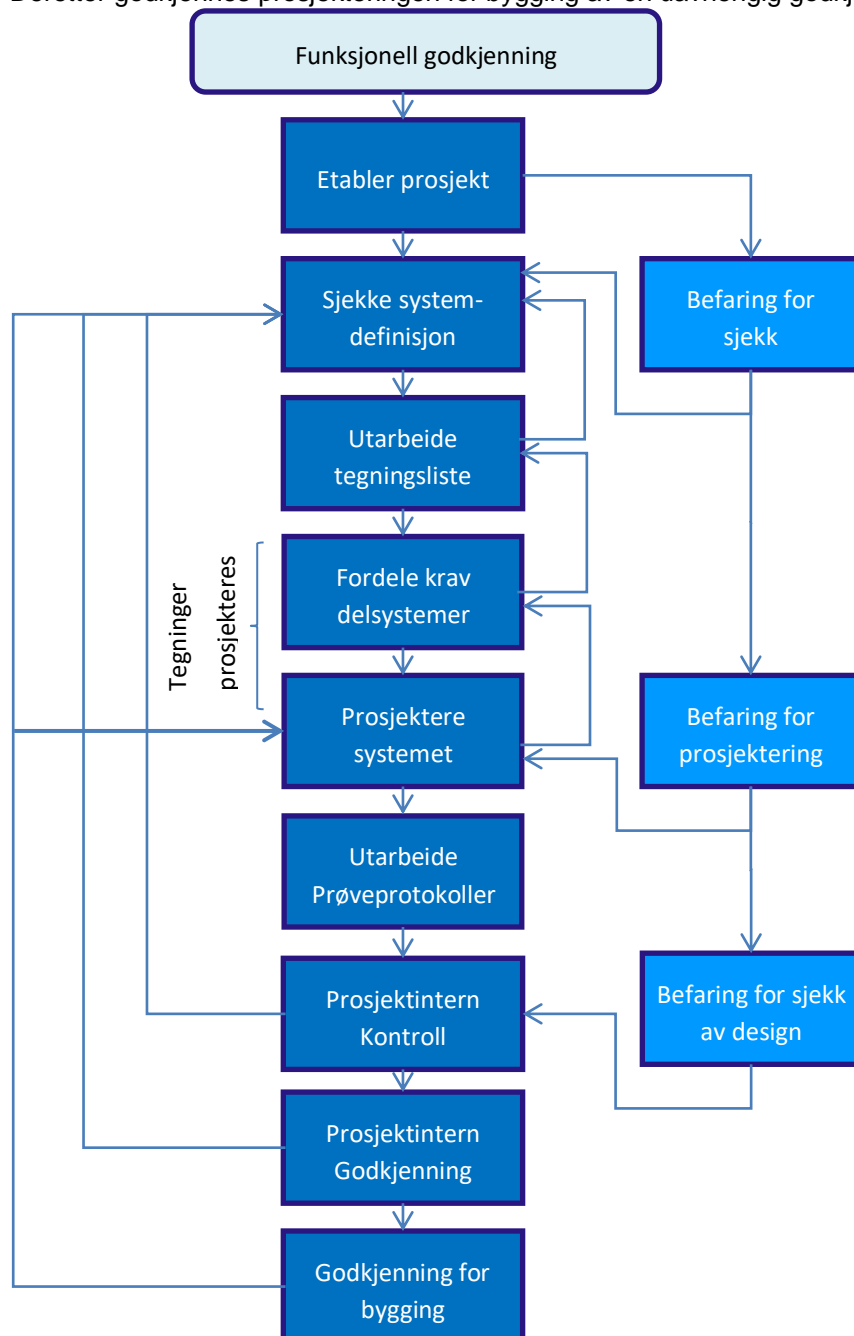 Funksjonell godkjenning
Etabler prosjekt
Sjekke system-
definisjon
Befaring for
sjekk
Utarbeide
tegningsliste
Tegninger
prosjekteres
Fordele krav
delsystemer
Prosjektere
systemet
Befaring for
prosjektering
Utarbeide
Prøveprotokoller
Prosjektintern
Kontroll
Befaring for sjekk
av design
Prosjektintern
Godkjenning
Godkjenning for
bygging